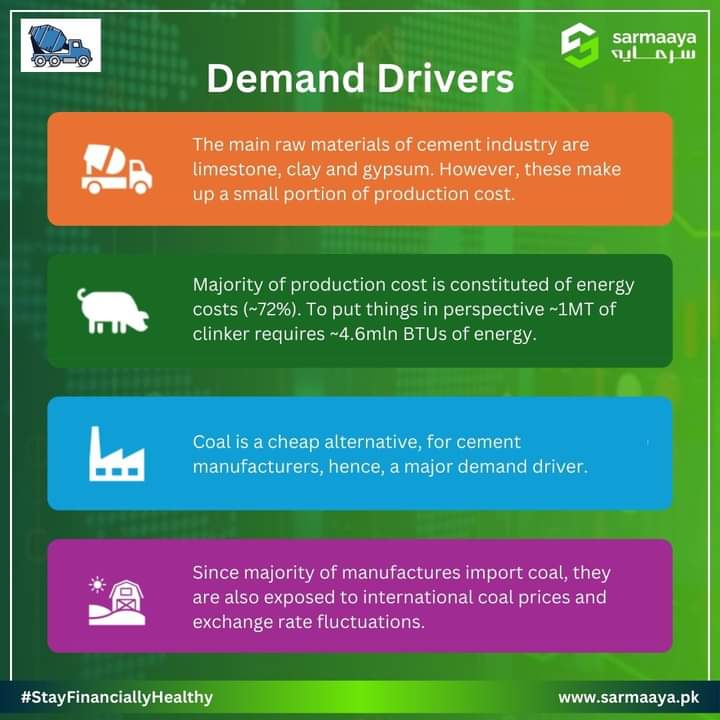 sarmaaya
سرمایه
Demand Drivers
The main raw materials of cement industry are
limestone, clay and gypsum. However, these make
up a small portion of production cost.
Majority of production cost is constituted of energy
costs (~72%). To put things in perspective ~1MT of
clinker requires ~4.6mln BTUs of energy.
Coal is a cheap alternative, for cement
manufacturers, hence, a major demand driver.
Since majority of manufactures import coal, they
are also exposed to international coal prices and
exchange rate fluctuations.
#StayFinanciallyHealthy
www.sarmaaya.pk